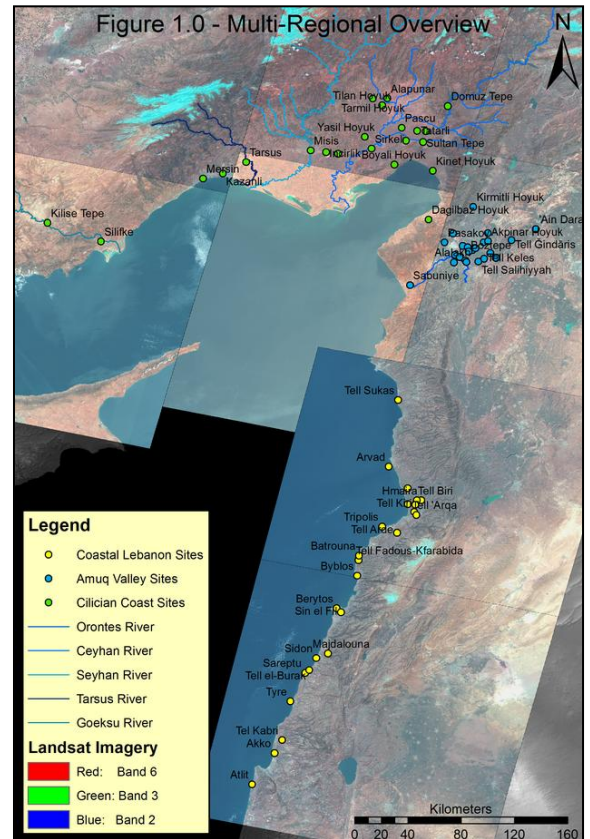 Figure 1.0 - Multi-Regional Overview
N
Tilan Hoyuk
Alapunar
Tarmil Hoyuk
Domuz Tepe
Pascu
Tatarli
Yasil Hoyuk
Sirkeli
Sultan Tepe
Misis
Incirlik
Boyali Hoyuk
Tarsus
Kinet Hoyuk
Mersin
Kazanli
Kirmitli Hoyuk
Kilise Tepe
Dagilbaz Hoyuk
'Ain Dara
Silifke
Pasakoy
Akpinar Hoyuk
Boztepe
Tell Gindaris
Tell Keles
Tell Salihiyyah
Sabuniye
Tell Sukas
Arvad
Hmaira
Tell Biri
Tell 'Arqa
Tripolis
Tell Arde
Batrouna
Tell Fadous-Kfarabida
Byblos
Berytos
Sin el Fil
Majdalouna
Sidon
Sareptu
Tell el-Burak
Tyre
Tel Kabri
Akko
Atlit
Legend
Coastal Lebanon Sites
Amuq Valley Sites
Cilician Coast Sites
Orontes River
Ceyhan River
Seyhan River
Tarsus River
Goeksu River
Landsat Imagery
Red: Band 6
Green: Band 3
Blue: Band 2
Kilometers
0 20 40 80 120 160